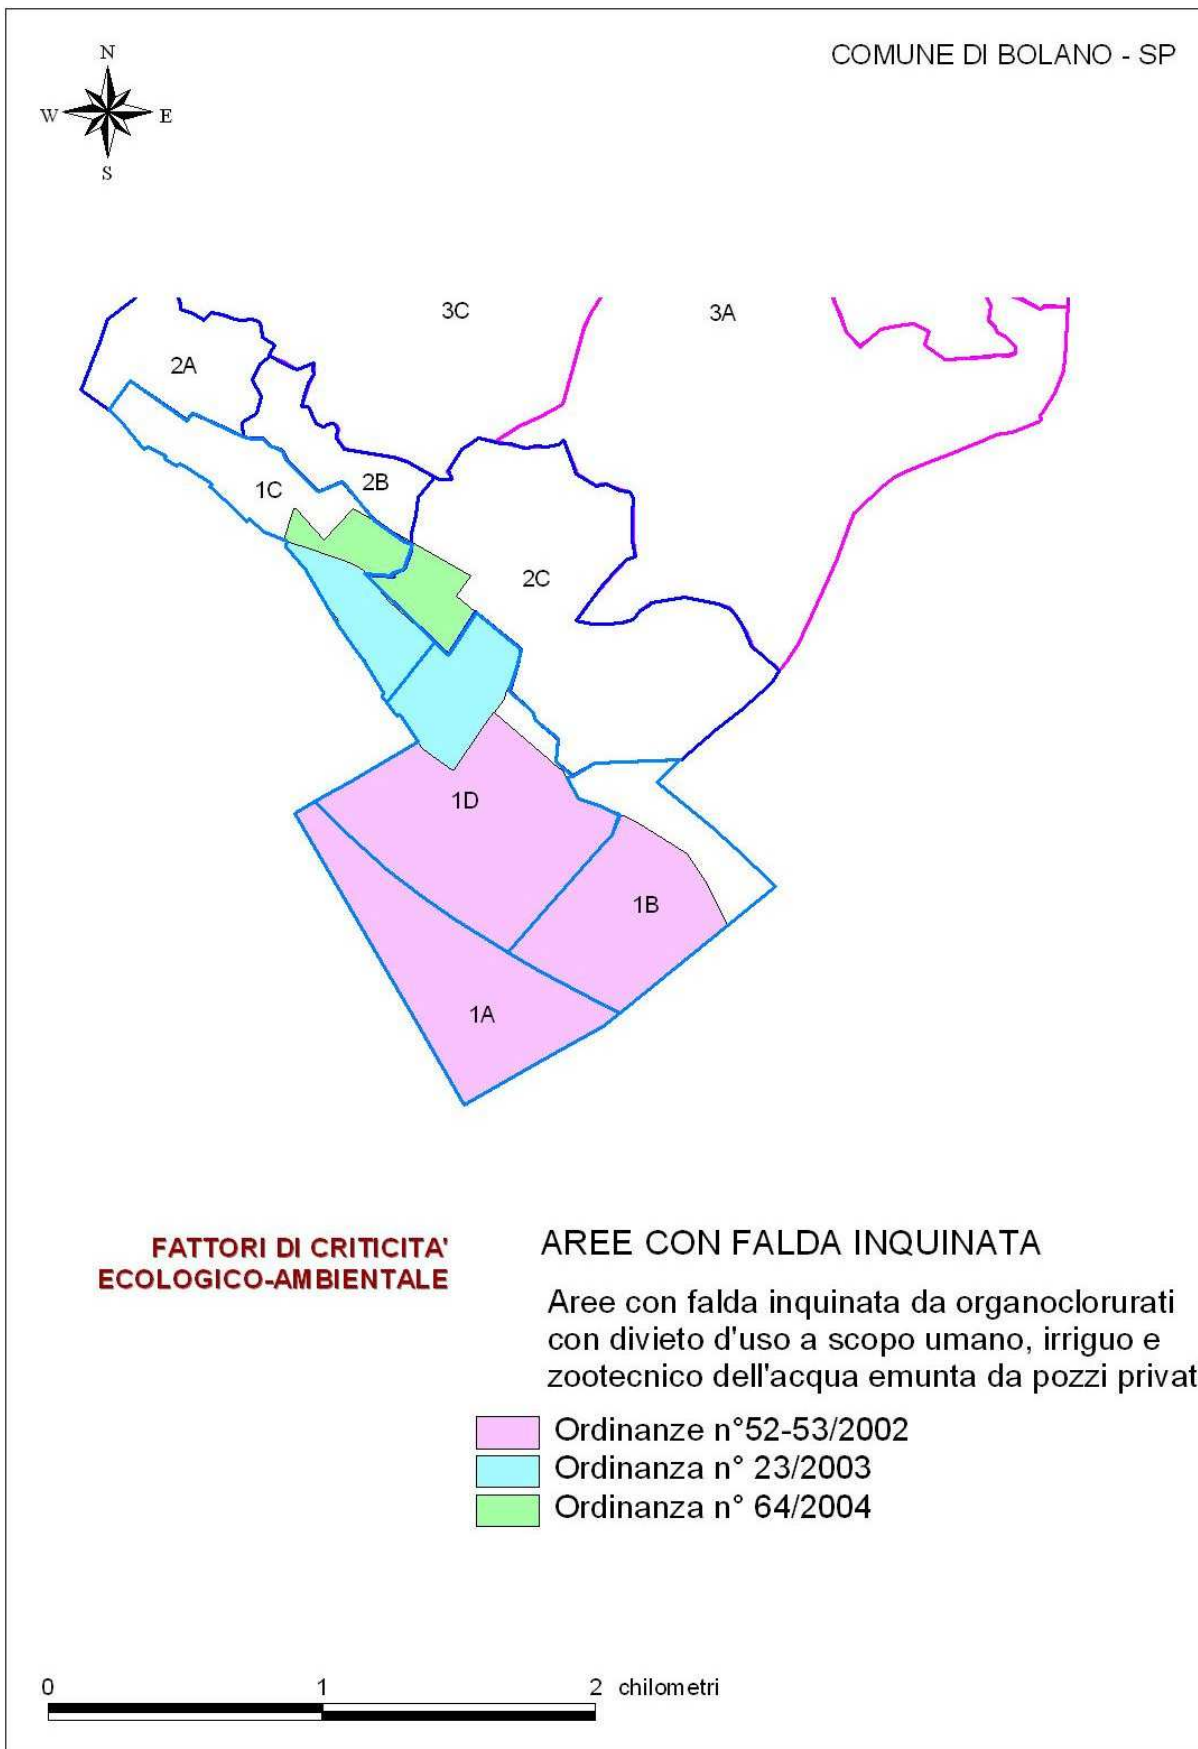 COMUNE DI BOLANO - SP
N
W E
S
3C
3A
2A
2B
1C
2C
1D
1B
1A
FATTORI DI CRITICITA'
ECOLOGICO-AMBIENTALE
AREE CON FALDA INQUINATA
Aree con falda inquinata da organoclorurati
con divieto d'uso a scopo umano, irriguo e
zootecnico dell'acqua emunta da pozzi privat
Ordinanze n°52-53/2002
Ordinanza n° 23/2003
Ordinanza n° 64/2004
0 1 2 chilometri